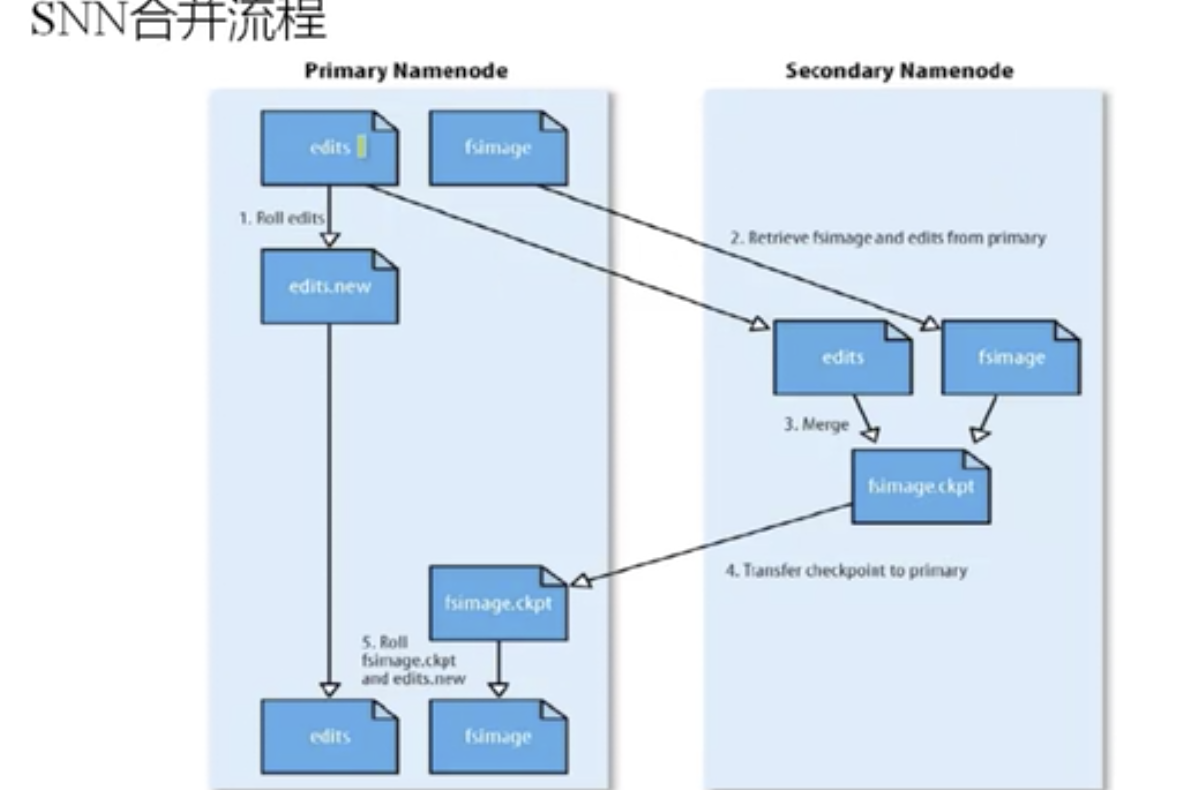 SNN合并流程
Primary Namenode
Secondary Namenode
edits
fsimage
1. Roll edits
2. Retrieve fsimage and edits from primary
edits.new
edits
fsimage
3. Merge
fsimage.ckpt
4. Transfer checkpoint to primary
fsimage.ckpt
5. Roll
fsimage.ckpt
and edits.new
edits
fsimage